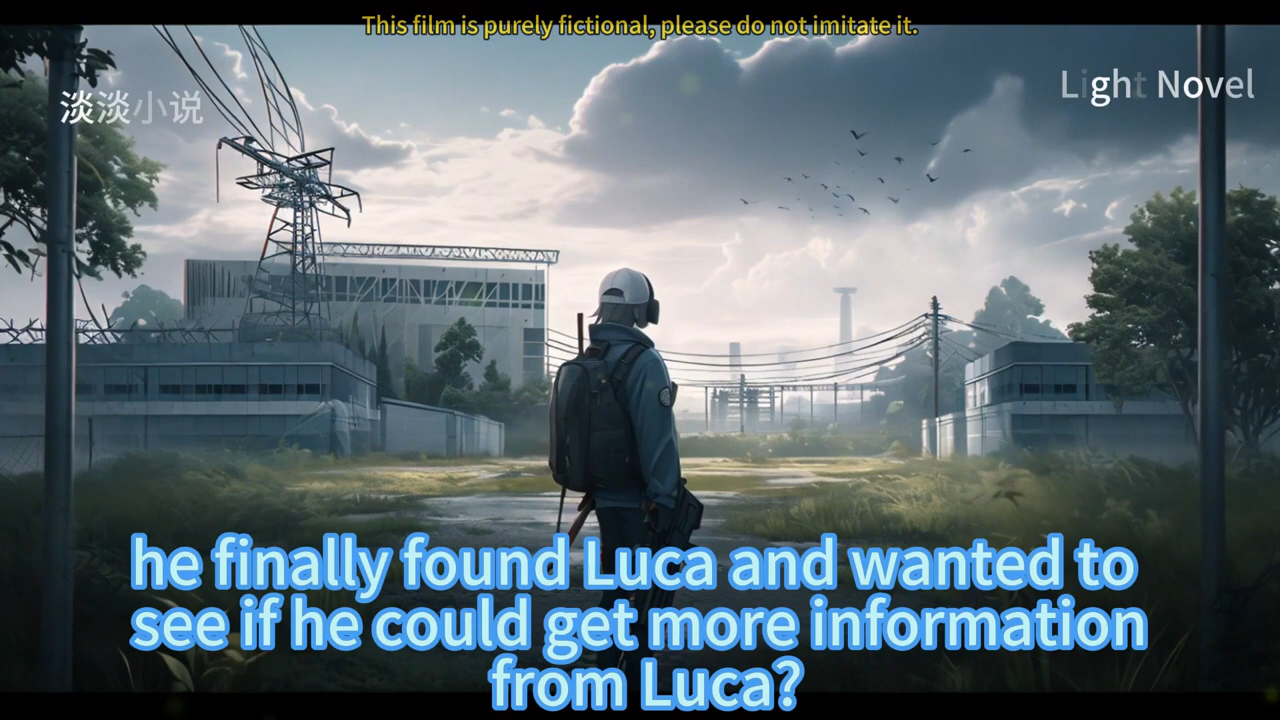 This film is purely fictional, please do not imitate it.
淡淡小说
Light Novel
he finally found Luca and wanted to
see if he could get more information
from Luca?